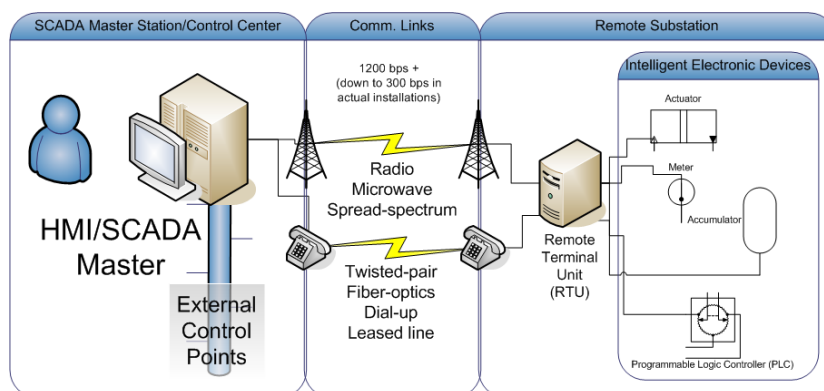 SCADA Master Station/Control Center
Comm. Links
Remote Substation
1200 bps +
(down to 300 bps in
actual installations)
Intelligent Electronic Devices
Actuator
Radio
Microwave
Spread-spectrum
Meter
Accumulator
HMI/SCADA
Master
Remote
Terminal
Unit
(RTU)
Twisted-pair
Fiber-optics
Dial-up
Leased line
External
Control
Points
Programmable Logic Controller (PLC)